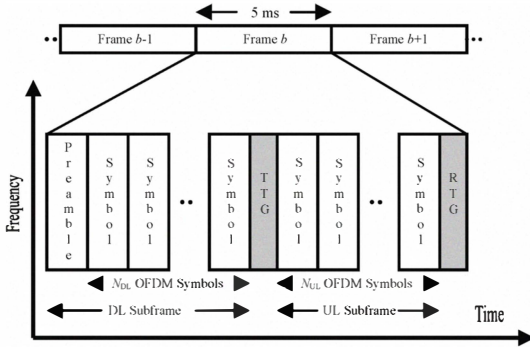 5 ms
Frame b-1 Frame b Frame b+1
Frequency
Preamble Symbol Symbol Symbol TTG Symbol Symbol Symbol RTG
NDL OFDM Symbols NUL OFDM Symbols
DL Subframe UL Subframe
Time